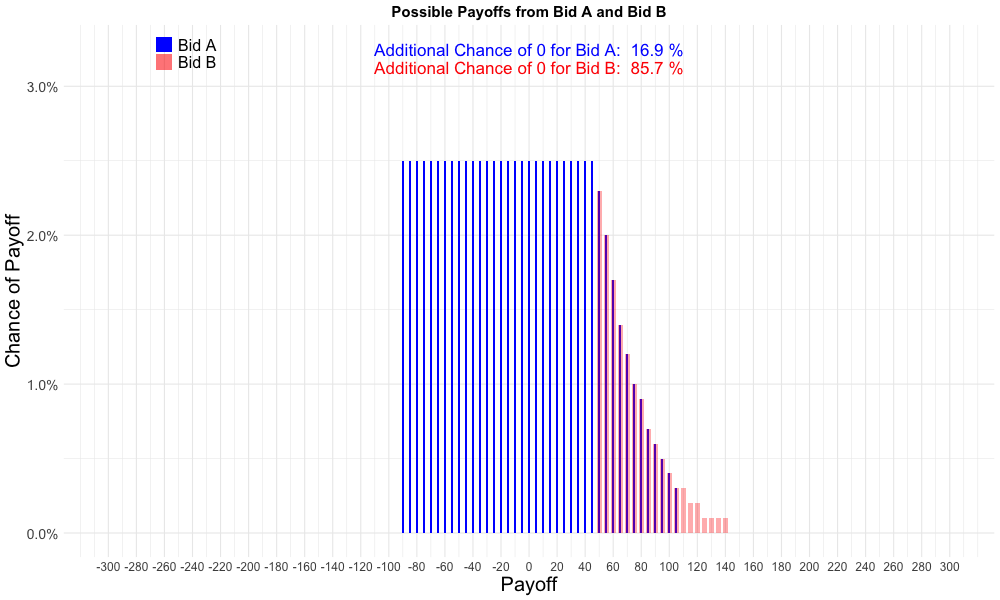 Possible Payoffs from Bid A and Bid B
Bid A
Bid B
Additional Chance of 0 for Bid A: 16.9 %
Additional Chance of 0 for Bid B: 85.7 %
Chance of Payoff
3.0%
2.0%
1.0%
0.0%
-300 -280 -260 -240 -220 -200 -180 -160 -140 -120 -100 -80 -60 -40 -20 0 20 40 60 80 100 120 140 160 180 200 220 240 260 280 300
Payoff